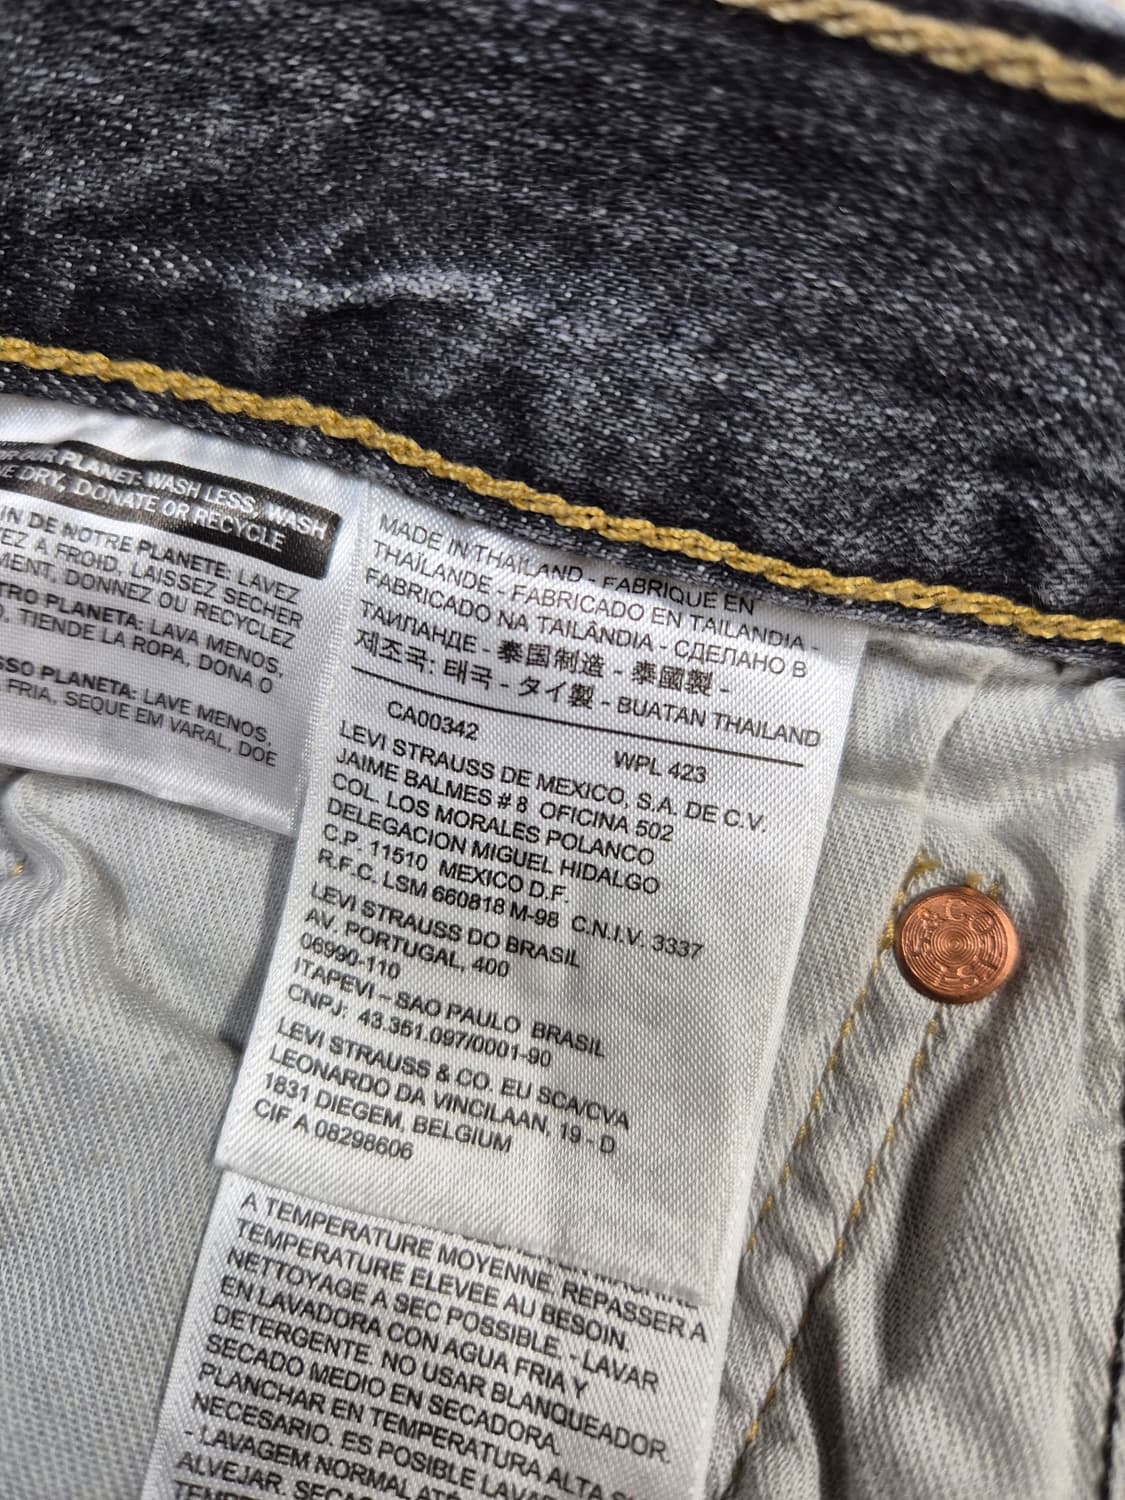 PLANET: WASH LESS, WASH
DRY, DONATE OR RECYCLE
DE NOTRE PLANETE: LAVEZ
A FROID, LAISSEZ SECHER
DONNEZ OU RECYCLEZ
PLANETA: LAVA MENOS,
TIENDE LA ROPA, DONA O
PLANETA: LAVE MENOS,
FRIA, SEQUE EM VARAL, DOE
MADE IN THAILAND - FABRIQUÉ EN
THAÏLANDE - FABRICADO EN TAILANDIA -
FABRICADO NA TAILÂNDIA - СДЕЛАНО В
ТАИЛАНДЕ - 泰国制造 - 泰國製 -
제조국: 태국 - タイ製 - BUATAN THAILAND
CA00342 WPL 423
LEVI STRAUSS DE MEXICO, S.A. DE C.V.
JAIME BALMES # 8 OFICINA 502
COL. LOS MORALES POLANCO
DELEGACION MIGUEL HIDALGO
C.P. 11510 MEXICO D.F.
R.F.C. LSM 660818 M-98 C.N.I.V. 3337
LEVI STRAUSS DO BRASIL
AV. PORTUGAL, 400
06990-110
ITAPEVI – SAO PAULO BRASIL
CNPJ: 43.351.097/0001-90
LEVI STRAUSS & CO. EU SCA/CVA
LEONARDO DA VINCILAAN, 19 - D
1831 DIEGEM, BELGIUM
CIF A 08298606
A TEMPERATURE MOYENNE, REPASSER A
TEMPERATURE ELEVEE AU BESOIN.
NETTOYAGE A SEC POSSIBLE. - LAVAR
EN LAVADORA CON AGUA FRIA Y
DETERGENTE. NO USAR BLANQUEADOR.
SECADO MEDIO EN SECADORA.
PLANCHAR EN TEMPERATURA ALTA
NECESARIO. ES POSIBLE
- LAVAGEM NORMAL
ALVEJAR.
L.S. & CO